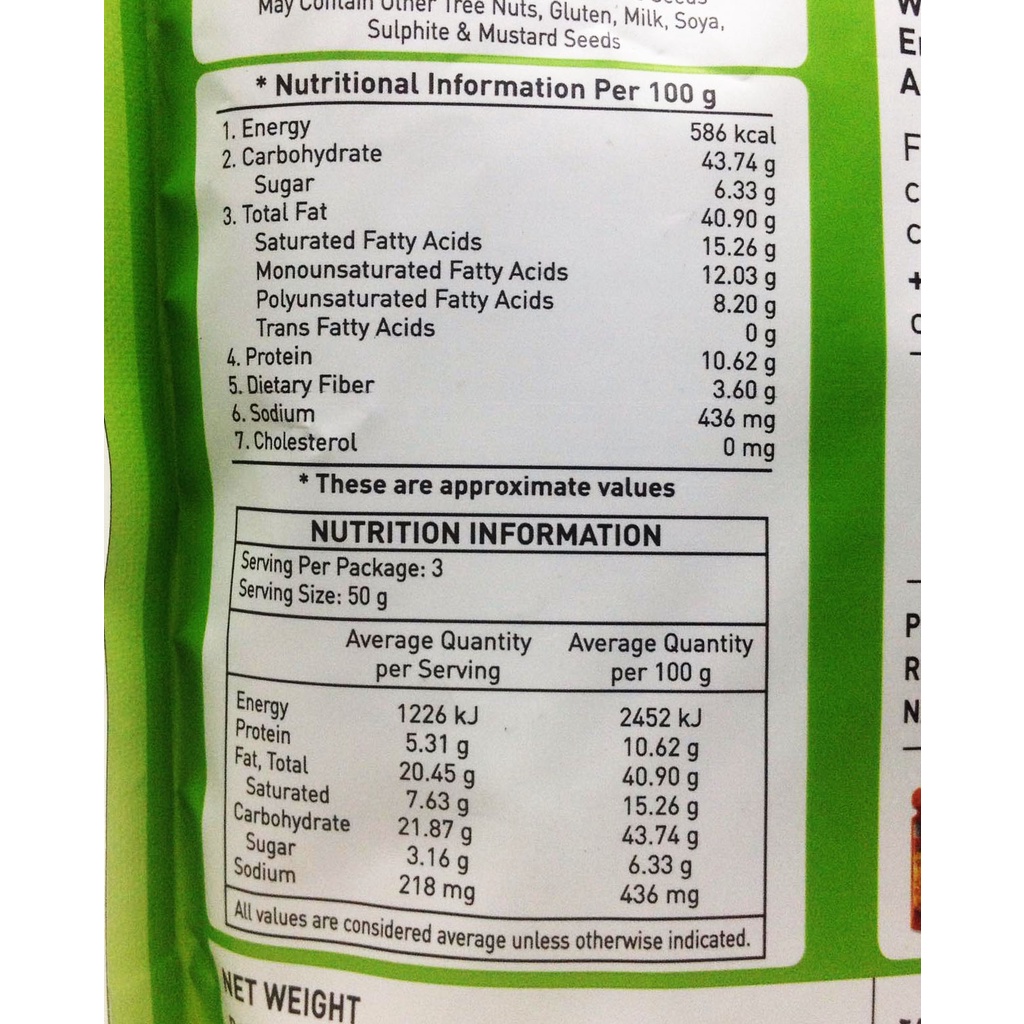 May Contain Other Tree Nuts, Gluten, Milk, Soya,
Sulphite & Mustard Seeds
* Nutritional Information Per 100 g
1. Energy 586 kcal
2. Carbohydrate 43.74 g
Sugar 6.33 g
3. Total Fat 40.90 g
Saturated Fatty Acids 15.26 g
Monounsaturated Fatty Acids 12.03 g
Polyunsaturated Fatty Acids 8.20 g
Trans Fatty Acids 0 g
4. Protein 10.62 g
5. Dietary Fiber 3.60 g
6. Sodium 436 mg
7. Cholesterol 0 mg
* These are approximate values
NUTRITION INFORMATION
Serving Per Package: 3
Serving Size: 50 g
Average Quantity Average Quantity
per Serving per 100 g
Energy 1226 kJ 2452 kJ
Protein 5.31 g 10.62 g
Fat, Total 20.45 g 40.90 g
Saturated 7.63 g 15.26 g
Carbohydrate 21.87 g 43.74 g
Sugar 3.16 g 6.33 g
Sodium 218 mg 436 mg
All values are considered average unless otherwise indicated.
NET WEIGHT